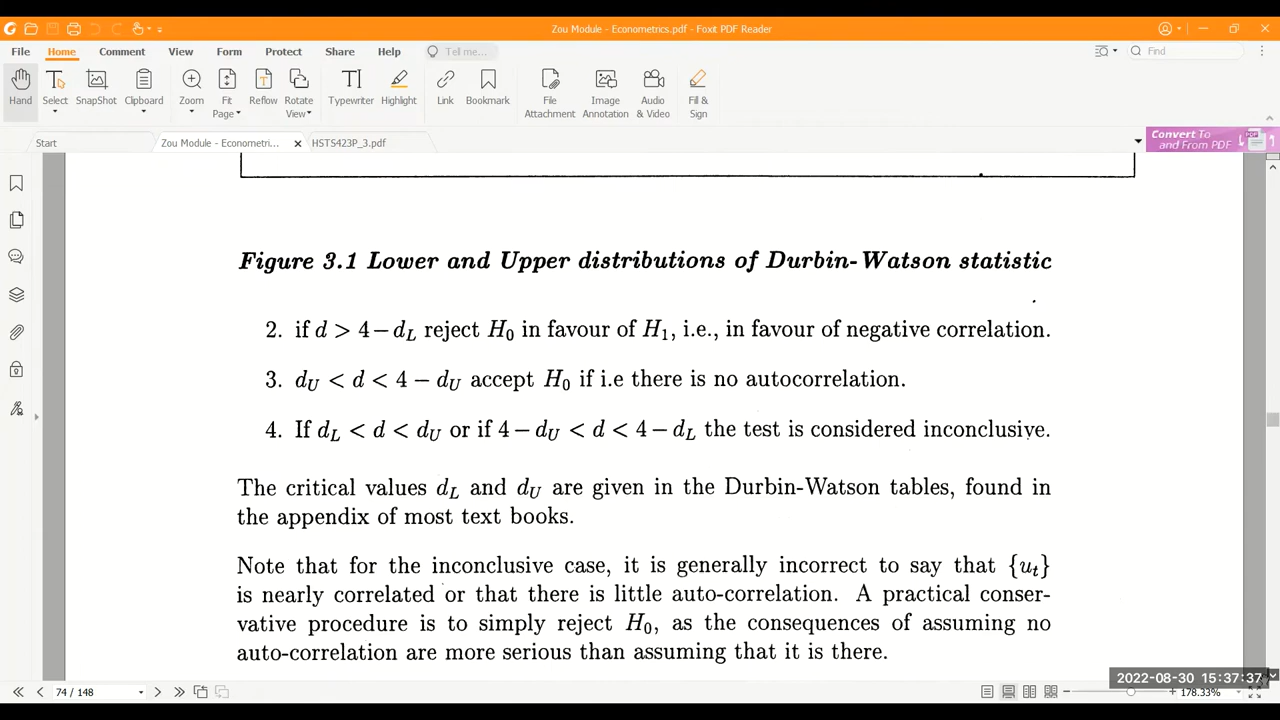 Zou Module - Econometrics.pdf - Foxit PDF Reader
File Home Comment View Form Protect Share Help Tell me... Find
Hand Select SnapShot Clipboard Zoom Fit Page Reflow Rotate View Typewriter Highlight Link Bookmark File Attachment Image Annotation Audio & Video Fill & Sign
Start Zou Module - Econometri... HSTS423P_3.pdf Convert To and From PDF
Figure 3.1 Lower and Upper distributions of Durbin-Watson statistic
2. if d > 4 − d_L reject H_0 in favour of H_1, i.e., in favour of negative correlation.
3. d_U < d < 4 − d_U accept H_0 if i.e there is no autocorrelation.
4. If d_L < d < d_U or if 4 − d_U < d < 4 − d_L the test is considered inconclusive.
The critical values d_L and d_U are given in the Durbin-Watson tables, found in
the appendix of most text books.
Note that for the inconclusive case, it is generally incorrect to say that {u_t}
is nearly correlated or that there is little auto-correlation. A practical conser-
vative procedure is to simply reject H_0, as the consequences of assuming no
auto-correlation are more serious than assuming that it is there.
2022-08-30 15:37:37
74 / 148 178.33%